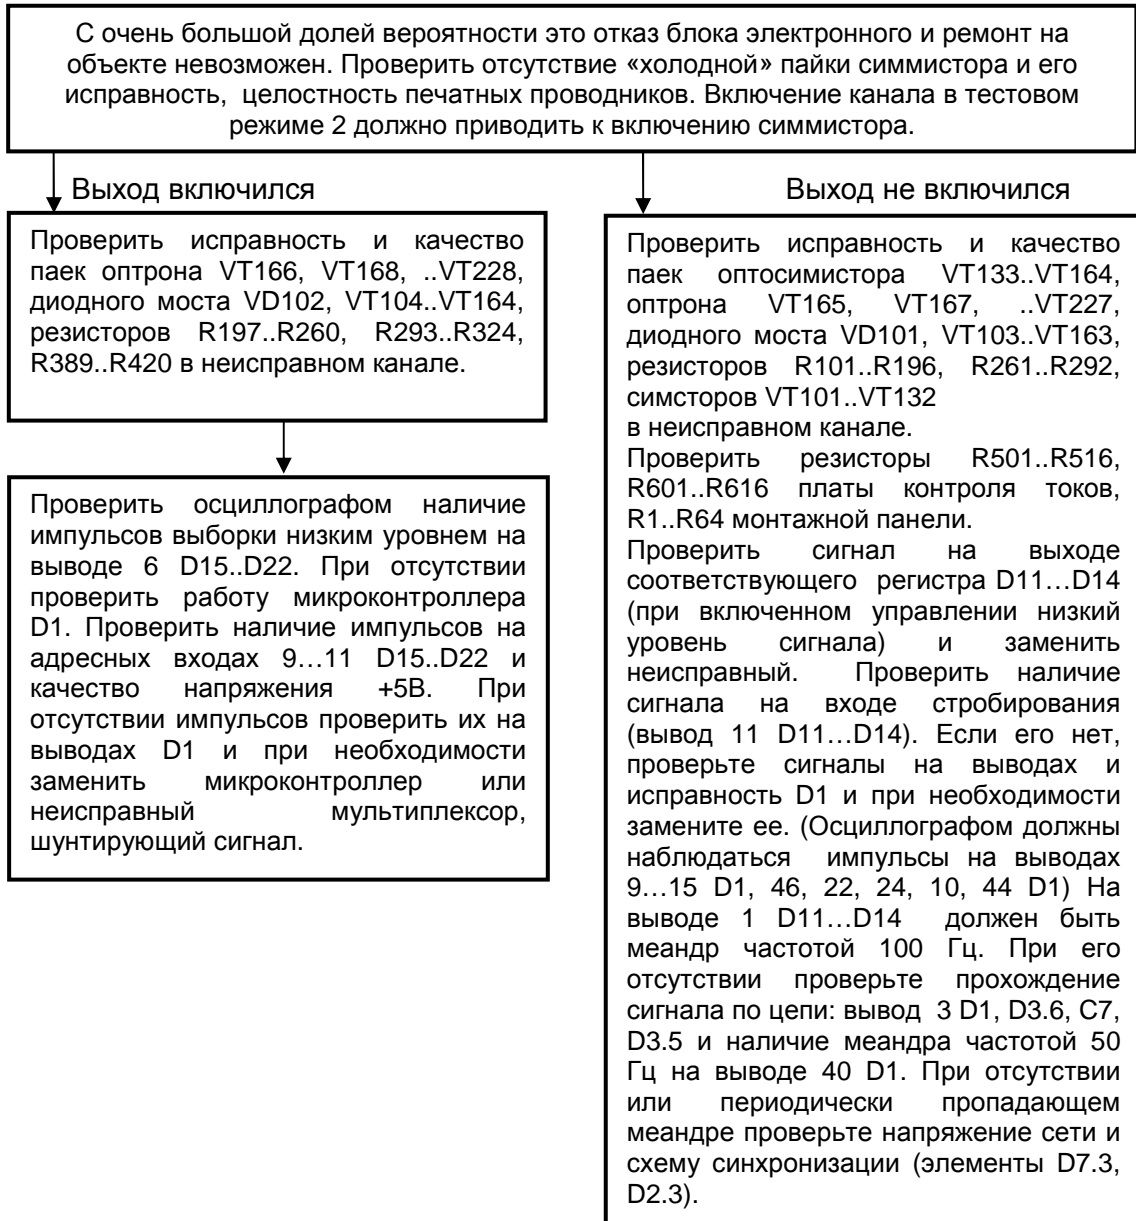 С очень большой долей вероятности это отказ блока электронного и ремонт на
объекте невозможен. Проверить отсутствие «холодной» пайки симмистора и его
исправность, целостность печатных проводников. Включение канала в тестовом
режиме 2 должно приводить к включению симмистора.
Выход включился
Проверить исправность и качество
паек оптрона VT166, VT168, ..VT228,
диодного моста VD102, VT104..VT164,
резисторов R197..R260, R293..R324,
R389..R420 в неисправном канале.
Проверить осциллографом наличие
импульсов выборки низким уровнем на
выводе 6 D15..D22. При отсутствии
проверить работу микроконтроллера
D1. Проверить наличие импульсов на
адресных входах 9…11 D15..D22 и
качество напряжения +5В. При
отсутствии импульсов проверить их на
выводах D1 и при необходимости
заменить микроконтроллер или
неисправный мультиплексор,
шунтирующий сигнал.
Выход не включился
Проверить исправность и качество
паек оптосимистора VT133..VT164,
оптрона VT165, VT167, ..VT227,
диодного моста VD101, VT103..VT163,
резисторов R101..R196, R261..R292,
симсторов VT101..VT132
в неисправном канале.
Проверить резисторы R501..R516,
R601..R616 платы контроля токов,
R1..R64 монтажной панели.
Проверить сигнал на выходе
соответствующего регистра D11…D14
(при включенном управлении низкий
уровень сигнала) и заменить
неисправный. Проверить наличие
сигнала на входе стробирования
(вывод 11 D11…D14). Если его нет,
проверьте сигналы на выводах и
исправность D1 и при необходимости
замените ее. (Осциллографом должны
наблюдаться импульсы на выводах
9…15 D1, 46, 22, 24, 10, 44 D1) На
выводе 1 D11…D14 должен быть
меандр частотой 100 Гц. При его
отсутствии проверьте прохождение
сигнала по цепи: вывод 3 D1, D3.6, C7,
D3.5 и наличие меандра частотой 50
Гц на выводе 40 D1. При отсутствии
или периодически пропадающем
меандре проверьте напряжение сети и
схему синхронизации (элементы D7.3,
D2.3).